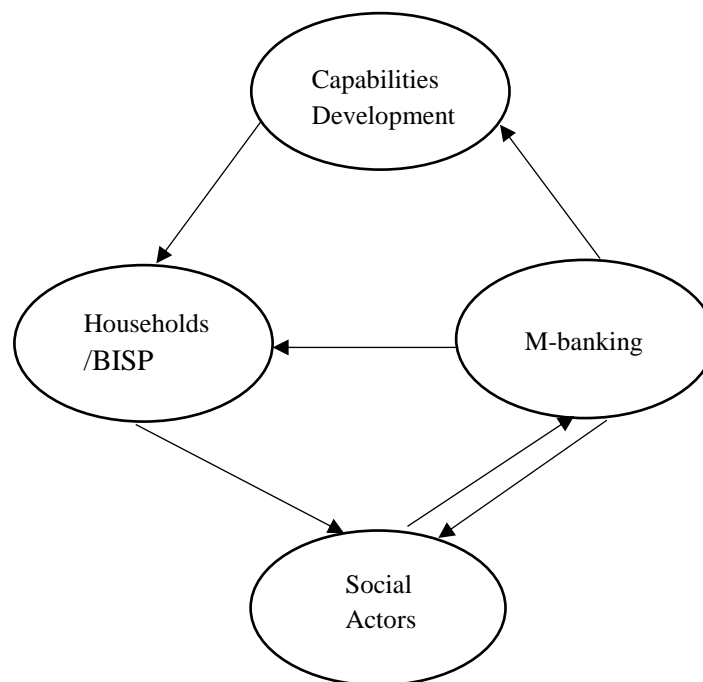 Capabilities
Development
Households
/BISP
M-banking
Social
Actors